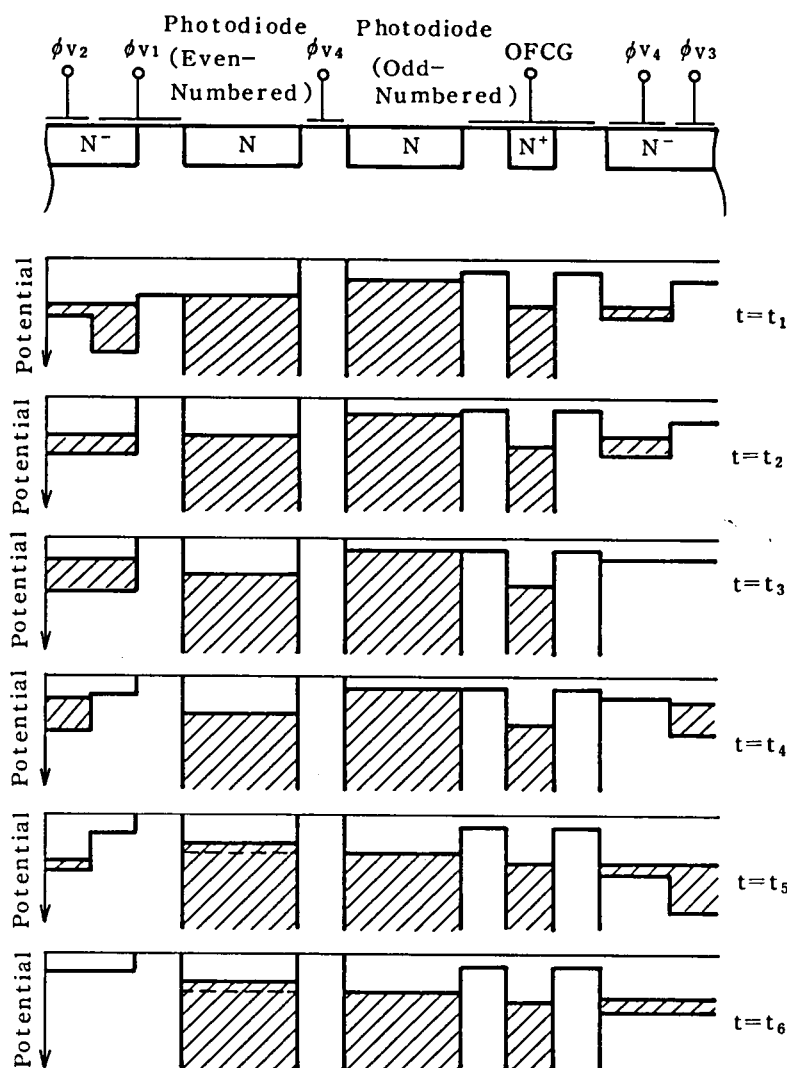 Photodiode
(Even-
Numbered)
Photodiode
(Odd-
Numbered)
φV2
φV1
φV4
OFCG
φV4
φV3
N⁻
N
N
N⁺
N⁻
Potential
t=t1
Potential
t=t2
Potential
t=t3
Potential
t=t4
Potential
t=t5
Potential
t=t6